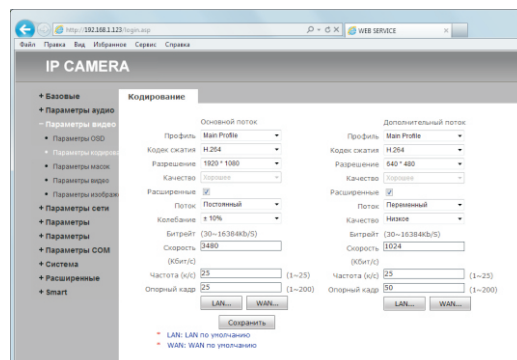 http://192.168.1.123/login.asp
WEB SERVICE
Файл Правка Вид Избранное Сервис Справка
IP CAMERA
+ Базовые
+ Параметры аудио
− Параметры видео
Параметры OSD
Параметры кодирова
Параметры масок
Параметры видео
Параметры изображ
+ Параметры сети
+ Параметры
+ Параметры
+ Параметры COM
+ Система
+ Расширенные
+ Smart
Кодирование
Основной поток
Профиль Main Profile
Кодек сжатия H.264
Разрешение 1920 * 1080
Качество Хорошее
Расширенные
Поток Постоянный
Колебание ± 10%
Битрейт (30~16384Kb/S)
Скорость 3480
(Кбит/с)
Частота (к/с) 25 (1~25)
Опорный кадр 25 (1~200)
LAN... WAN...
Дополнительный поток
Профиль Main Profile
Кодек сжатия H.264
Разрешение 640 * 480
Качество Хорошее
Расширенные
Поток Переменный
Качество Низкое
Битрейт (30~16384Kb/S)
Скорость 1024
(Кбит/с)
Частота (к/с) 25 (1~25)
Опорный кадр 50 (1~200)
LAN... WAN...
Сохранить
* LAN: LAN по умолчанию
* WAN: WAN по умолчанию